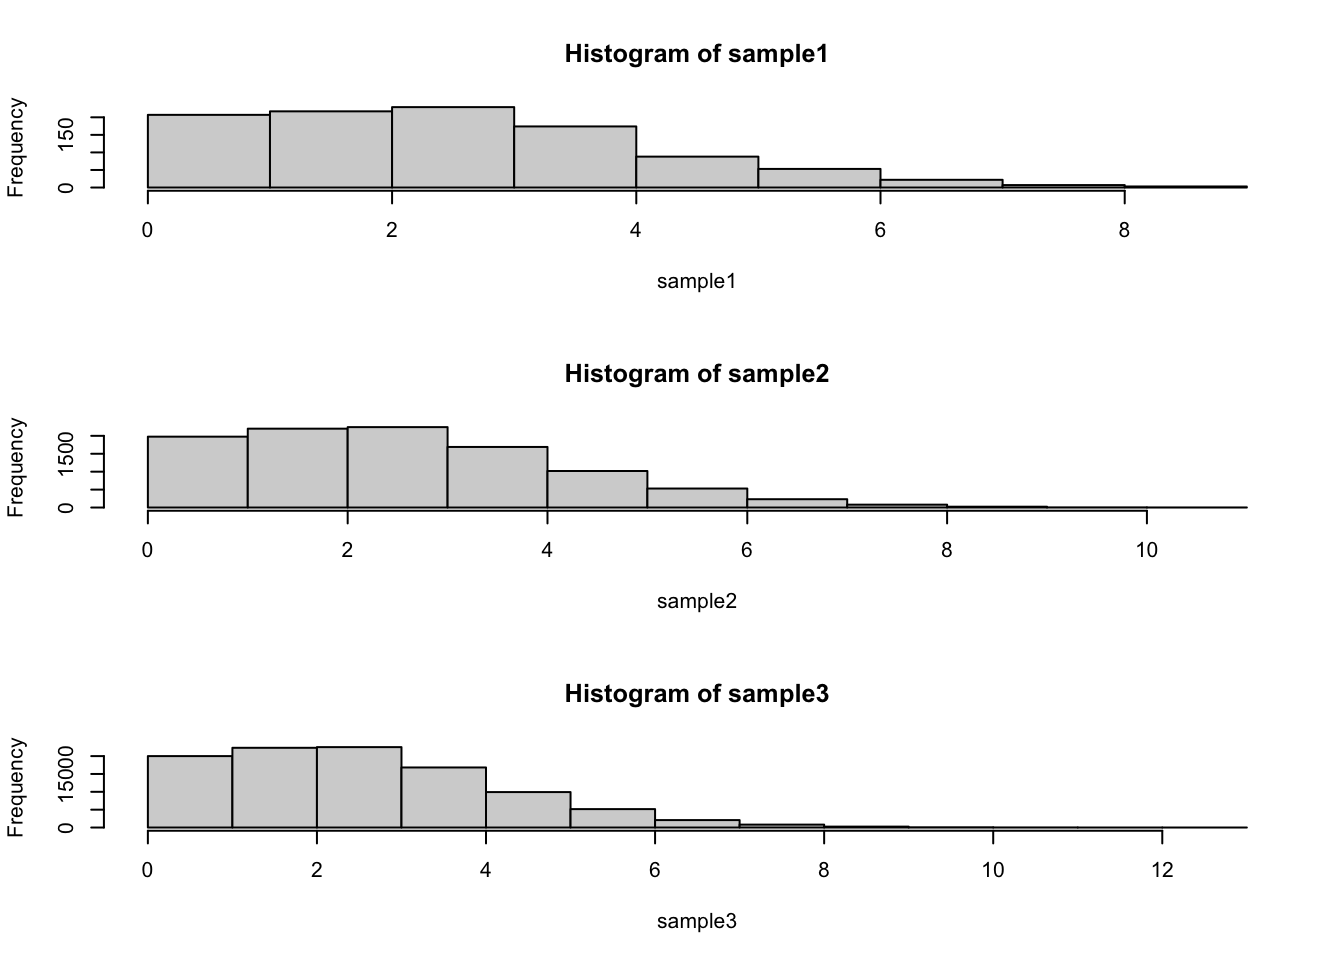 Histogram of sample1
Frequency
150
0
0 2 4 6 8
sample1
Histogram of sample2
Frequency
1500
0
0 2 4 6 8 10
sample2
Histogram of sample3
Frequency
15000
0
0 2 4 6 8 10 12
sample3